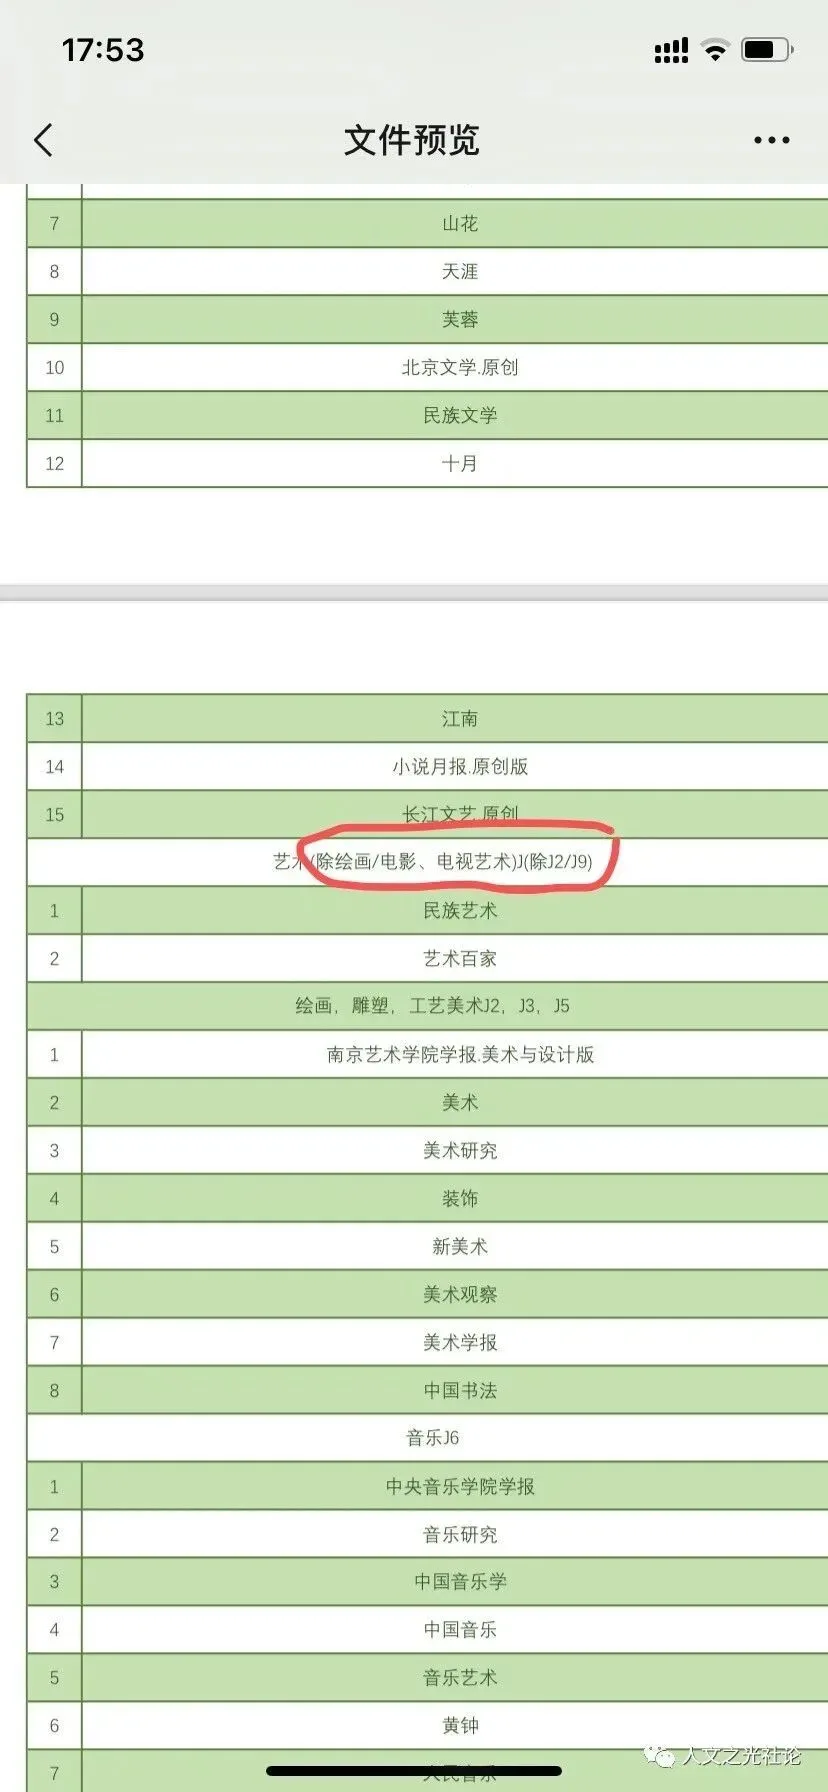 17:53
文件预览
7 山花
8 天涯
9 芙蓉
10 北京文学.原创
11 民族文学
12 十月
13 江南
14 小说月报.原创版
15 长江文艺.原创
艺术(除绘画/电影、电视艺术)J(除J2/J9)
1 民族艺术
2 艺术百家
绘画，雕塑，工艺美术J2，J3，J5
1 南京艺术学院学报.美术与设计版
2 美术
3 美术研究
4 装饰
5 新美术
6 美术观察
7 美术学报
8 中国书法
音乐J6
1 中央音乐学院学报
2 音乐研究
3 中国音乐学
4 中国音乐
5 音乐艺术
6 黄钟
7 人民音乐
人文之光社论